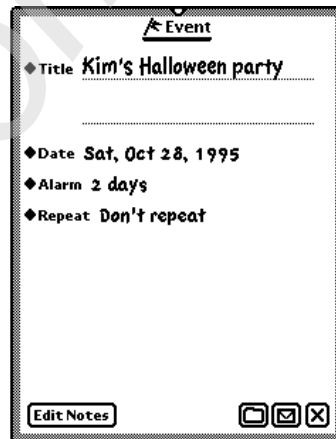 Event
Title Kim's Halloween party
Date Sat, Oct 28, 1995
Alarm 2 days
Repeat Don't repeat
Edit Notes